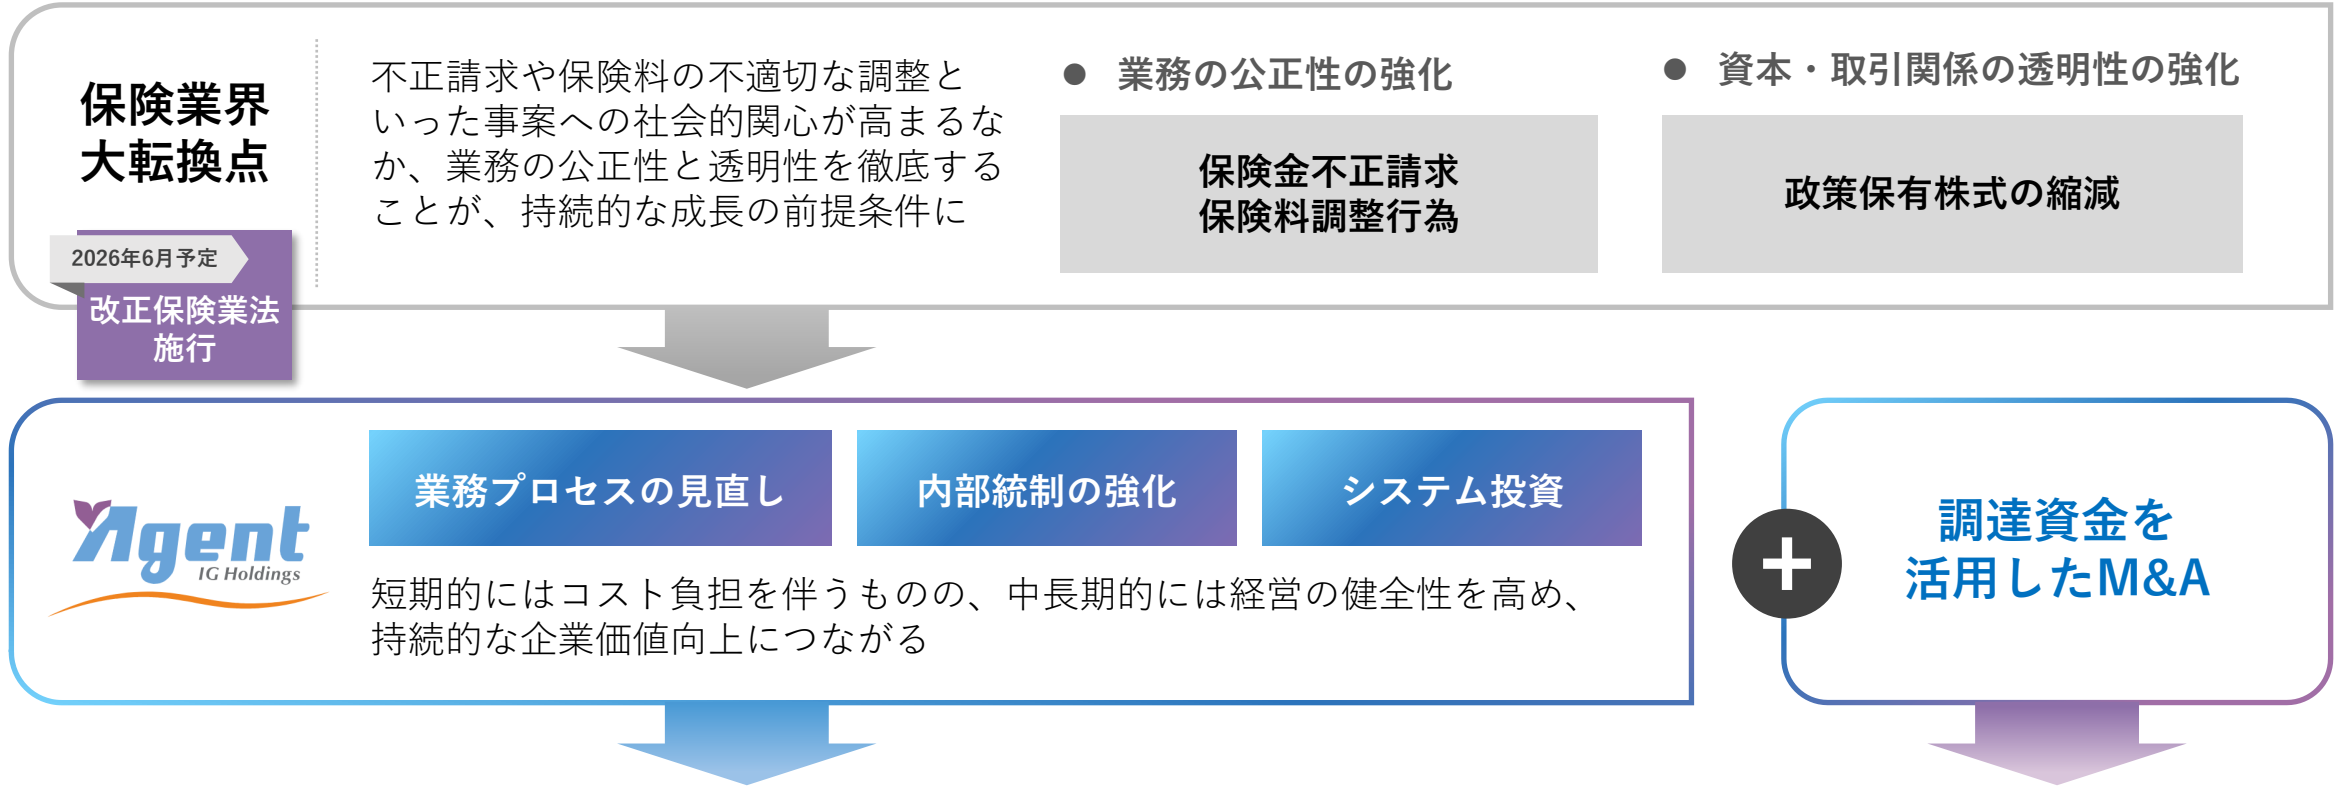 保険業界
大転換点
2026年6月予定
改正保険業法
施行
不正請求や保険料の不適切な調整と
いった事案への社会的関心が高まるな
か、業務の公正性と透明性を徹底する
ことが、持続的な成長の前提条件に
● 業務の公正性の強化
保険金不正請求
保険料調整行為
● 資本・取引関係の透明性の強化
政策保有株式の縮減
Agent
IG Holdings
業務プロセスの見直し
内部統制の強化
システム投資
短期的にはコスト負担を伴うものの、中長期的には経営の健全性を高め、
持続的な企業価値向上につながる
+
調達資金を
活用したM&A